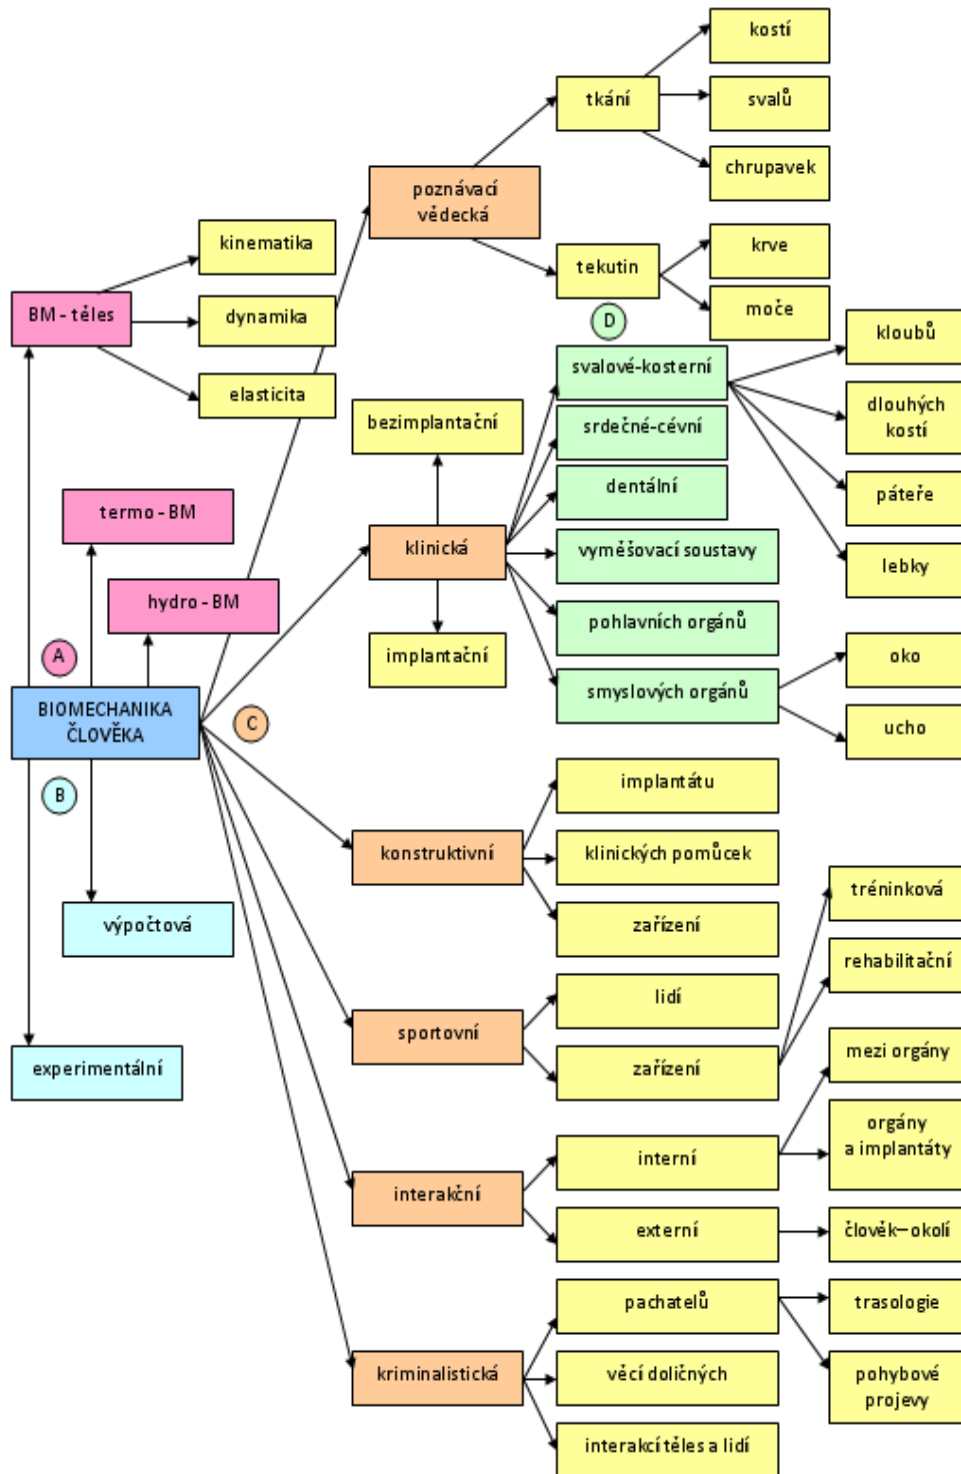 kostí
tkání
svalů
chrupavek
poznávací
vědecká
kinematika
krve
tekutin
BM - těles
dynamika
moče
D
kloubů
svalové-kosterní
elasticita
bezimplantační
srdečné-cévní
dlouhých
kostí
dentální
páteře
termo - BM
klinická
vyměšovací soustavy
lebky
hydro - BM
pohlavních orgánů
A
implantační
oko
smyslových orgánů
BIOMECHANIKA
ČLOVĚKA
C
ucho
B
implantátu
konstruktivní
klinických pomůcek
tréninková
výpočtová
zařízení
rehabilitační
lidí
sportovní
experimentální
zařízení
mezi orgány
orgány
a implantáty
interní
interakční
externí
člověk–okolí
pachatelů
trasologie
kriminalistická
věcí doličných
pohybové
projevy
interakcí těles a lidí